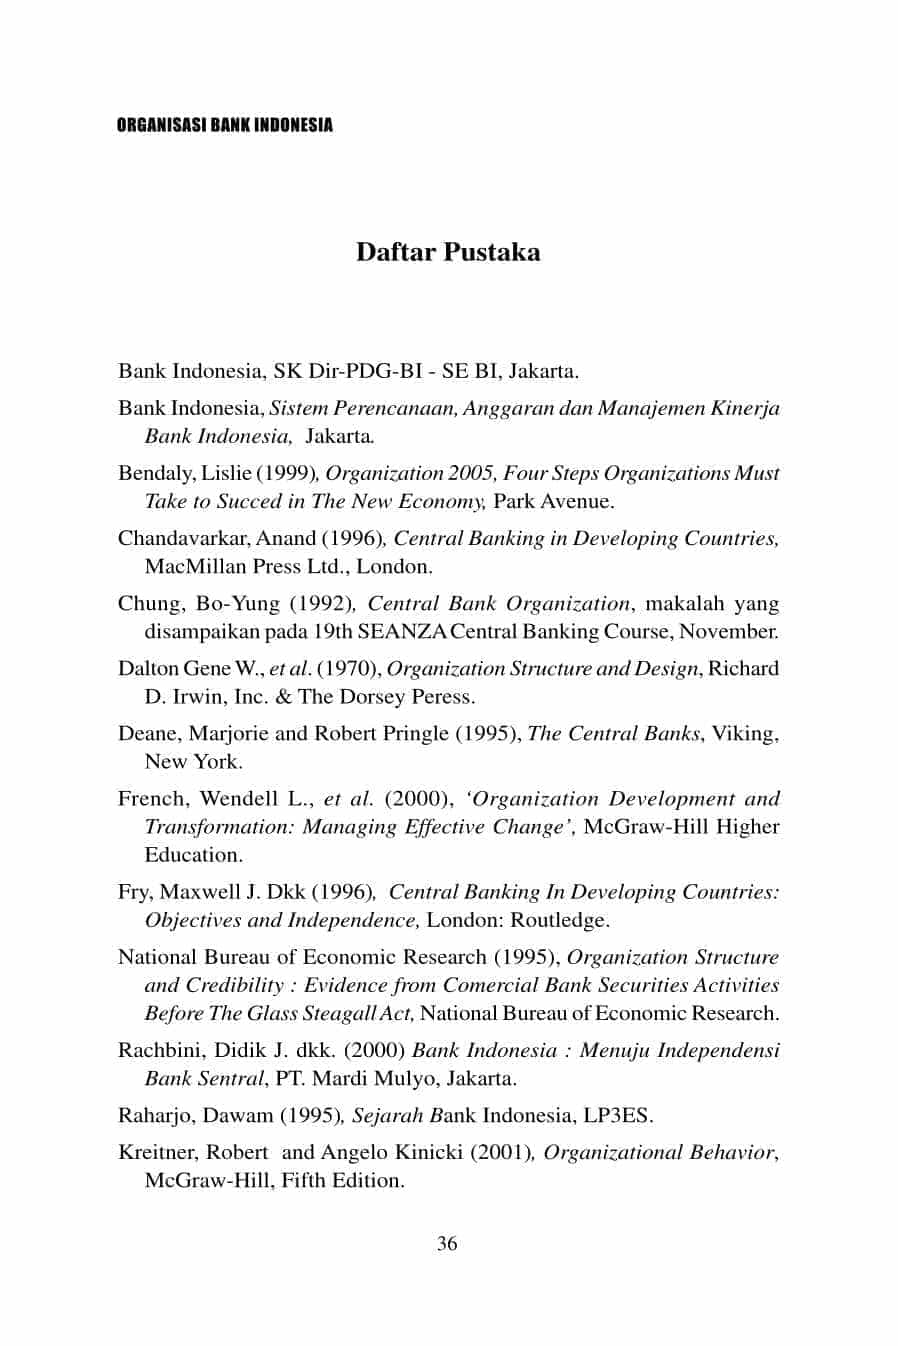 ORGANISASI BANK INDONESIA
Daftar Pustaka
Bank Indonesia, SK Dir-PDG-BI - SE BI, Jakarta.
Bank Indonesia, Sistem Perencanaan, Anggaran dan Manajemen Kinerja
Bank Indonesia, Jakarta.
Bendaly, Lislie (1999), Organization 2005, Four Steps Organizations Must
Take to Succed in The New Economy, Park Avenue.
Chandavarkar, Anand (1996), Central Banking in Developing Countries,
MacMillan Press Ltd., London.
Chung, Bo-Yung (1992), Central Bank Organization, makalah yang
disampaikan pada 19th SEANZA Central Banking Course, November.
Dalton Gene W., et al. (1970), Organization Structure and Design, Richard
D. Irwin, Inc. & The Dorsey Peress.
Deane, Marjorie and Robert Pringle (1995), The Central Banks, Viking,
New York.
French, Wendell L., et al. (2000), ‘Organization Development and
Transformation: Managing Effective Change’, McGraw-Hill Higher
Education.
Fry, Maxwell J. Dkk (1996), Central Banking In Developing Countries:
Objectives and Independence, London: Routledge.
National Bureau of Economic Research (1995), Organization Structure
and Credibility : Evidence from Comercial Bank Securities Activities
Before The Glass Steagall Act, National Bureau of Economic Research.
Rachbini, Didik J. dkk. (2000) Bank Indonesia : Menuju Independensi
Bank Sentral, PT. Mardi Mulyo, Jakarta.
Raharjo, Dawam (1995), Sejarah Bank Indonesia, LP3ES.
Kreitner, Robert and Angelo Kinicki (2001), Organizational Behavior,
McGraw-Hill, Fifth Edition.
36